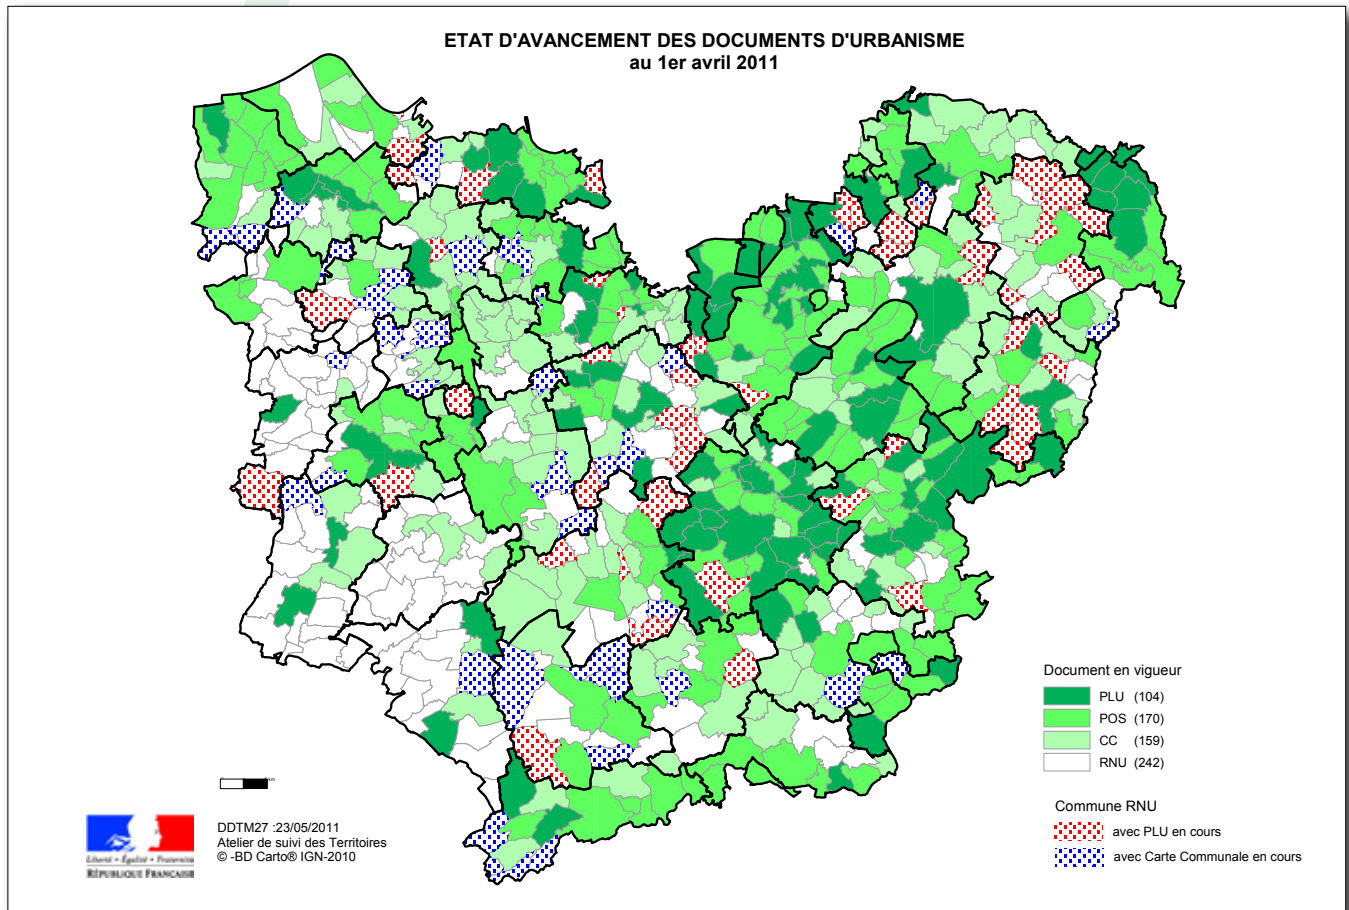 ETAT D'AVANCEMENT DES DOCUMENTS D'URBANISME
au 1er avril 2011
Document en vigueur
PLU (104)
POS (170)
CC (159)
RNU (242)
Commune RNU
avec PLU en cours
avec Carte Communale en cours
DDTM27 :23/05/2011
Atelier de suivi des Territoires
© -BD Carto® IGN-2010
Liberté • Égalité • Fraternité
RÉPUBLIQUE FRANÇAISE